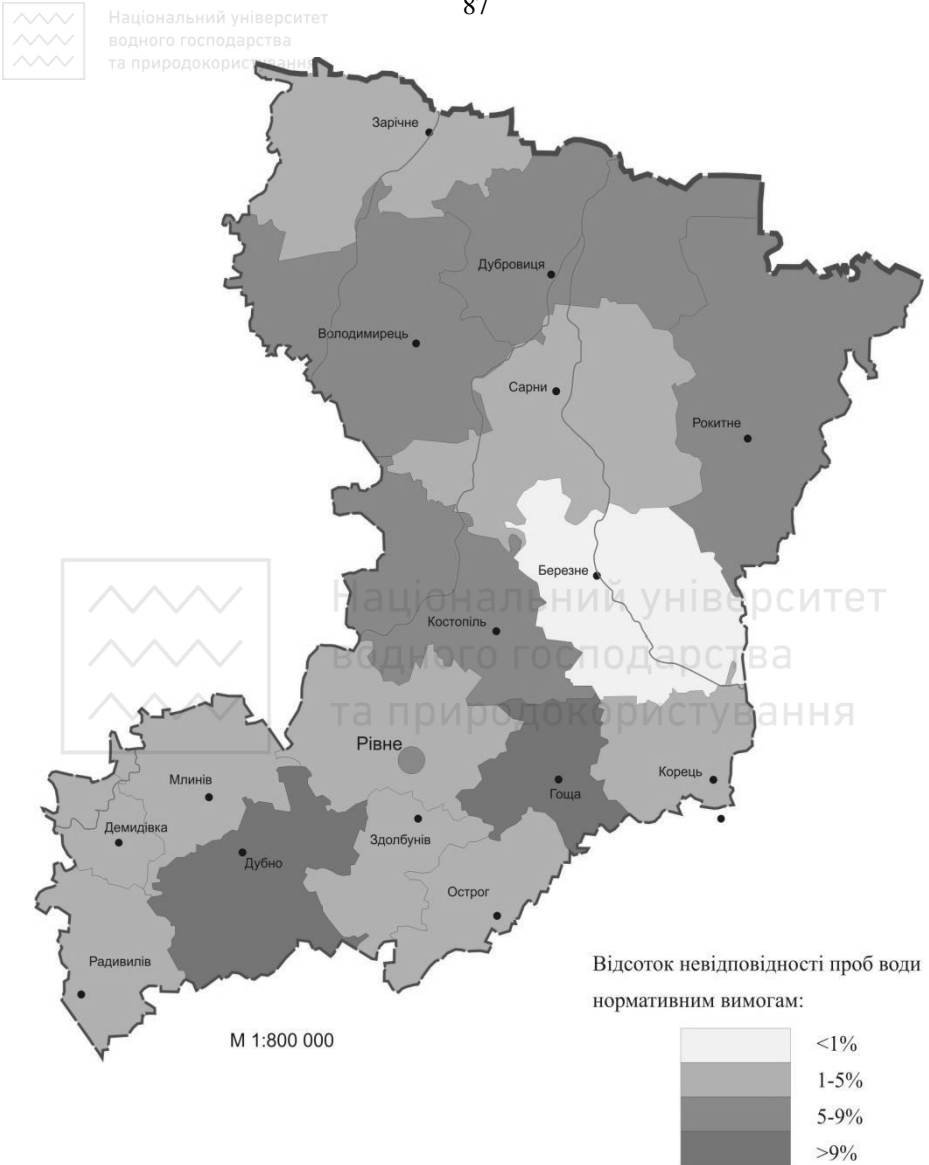 87
Національний університет
водного господарства
та природокористування
Зарічне
Дубровиця
Володимирець
Сарни
Рокитне
Березне
Національний університет
Костопіль
водного господарства
та природокористування
Рівне
Млинів
Гоща
Корець
Демидівка
Здолбунів
Дубно
Острог
Радивилів
Відсоток невідповідності проб води
нормативним вимогам:
М 1:800 000
<1%
1-5%
5-9%
>9%